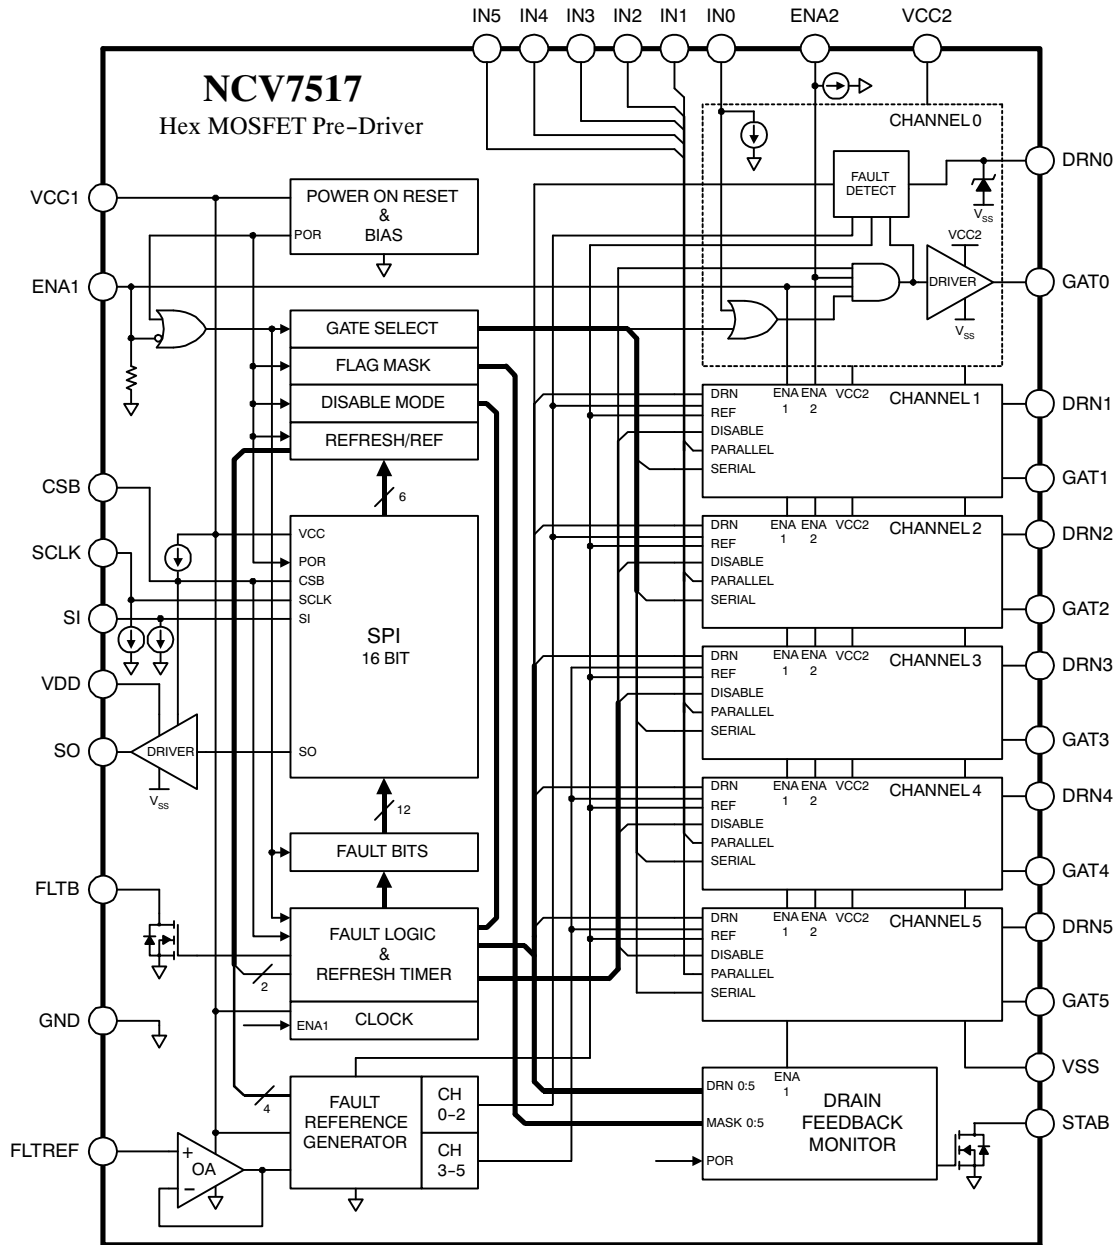 IN5 IN4 IN3 IN2 IN1 IN0 ENA2 VCC2
NCV7517
Hex MOSFET Pre-Driver
CHANNEL 0
FAULT
DETECT
DRN0
VSS
VCC2
DRIVER
VSS
GAT0
VCC1
POWER ON RESET
&
BIAS
POR
ENA1
GATE SELECT
FLAG MASK
DISABLE MODE
REFRESH/REF
6
CSB
SCLK
SI
VDD
SO
DRIVER
VSS
VCC
POR
CSB
SCLK
SI
SPI
16 BIT
SO
12
FAULT BITS
FLTB
FAULT LOGIC
&
REFRESH TIMER
2
GND
ENA1
CLOCK
4
FAULT
REFERENCE
GENERATOR
CH
0-2
CH
3-5
FLTREF
+
OA
−
DRN
REF
DISABLE
PARALLEL
SERIAL
ENA
1
ENA
2
VCC2
CHANNEL 1
DRN1
GAT1
DRN
REF
DISABLE
PARALLEL
SERIAL
ENA
1
ENA
2
VCC2
CHANNEL 2
DRN2
GAT2
DRN
REF
DISABLE
PARALLEL
SERIAL
ENA
1
ENA
2
VCC2
CHANNEL 3
DRN3
GAT3
DRN
REF
DISABLE
PARALLEL
SERIAL
ENA
1
ENA
2
VCC2
CHANNEL 4
DRN4
GAT4
DRN
REF
DISABLE
PARALLEL
SERIAL
ENA
1
ENA
2
VCC2
CHANNEL 5
DRN5
GAT5
VSS
DRN 0:5
MASK 0:5
POR
ENA
1
DRAIN
FEEDBACK
MONITOR
STAB